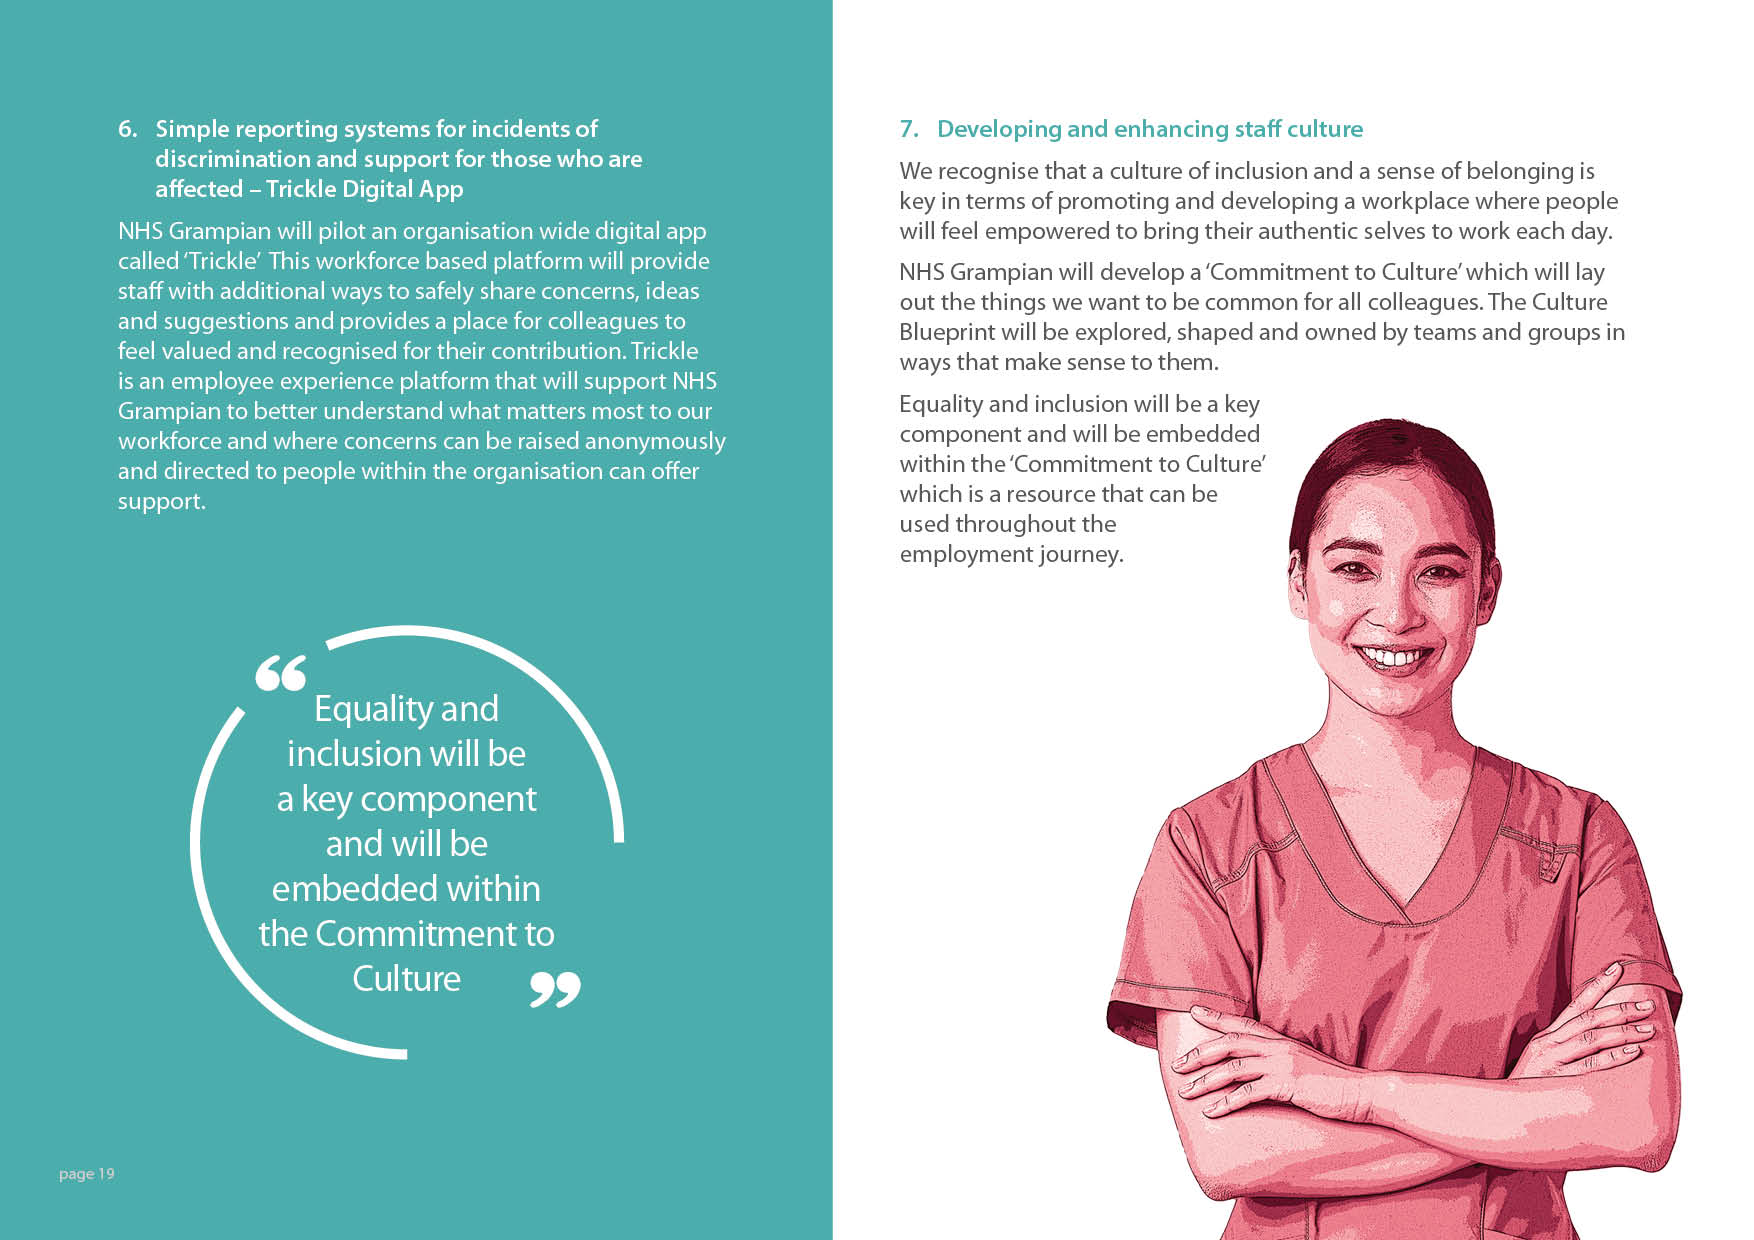 6. Simple reporting systems for incidents of
discrimination and support for those who are
affected – Trickle Digital App
NHS Grampian will pilot an organisation wide digital app
called ‘Trickle’ This workforce based platform will provide
staff with additional ways to safely share concerns, ideas
and suggestions and provides a place for colleagues to
feel valued and recognised for their contribution. Trickle
is an employee experience platform that will support NHS
Grampian to better understand what matters most to our
workforce and where concerns can be raised anonymously
and directed to people within the organisation can offer
support.
“
Equality and
inclusion will be
a key component
and will be
embedded within
the Commitment to
Culture
”
page 19
7. Developing and enhancing staff culture
We recognise that a culture of inclusion and a sense of belonging is
key in terms of promoting and developing a workplace where people
will feel empowered to bring their authentic selves to work each day.
NHS Grampian will develop a ‘Commitment to Culture’ which will lay
out the things we want to be common for all colleagues. The Culture
Blueprint will be explored, shaped and owned by teams and groups in
ways that make sense to them.
Equality and inclusion will be a key
component and will be embedded
within the ‘Commitment to Culture’
which is a resource that can be
used throughout the
employment journey.